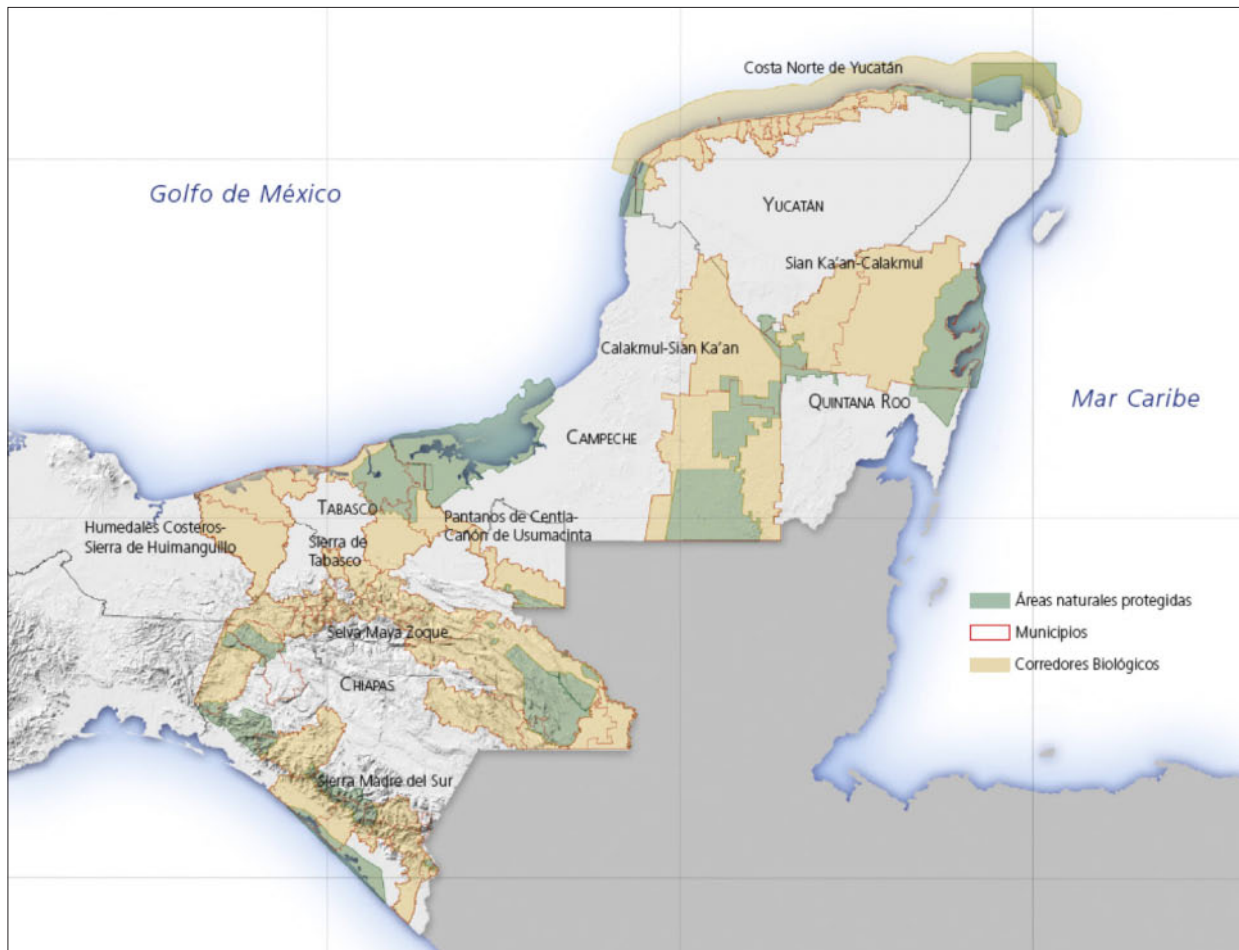 Costa Norte de Yucatán
Golfo de México
YUCATÁN
Sian Ka'an-Calakmul
Calakmul-Sian Ka'an
QUINTANA ROO
Mar Caribe
CAMPECHE
TABASCO
Humedales Costeros-
Sierra de Huimanguillo
Pantanos de Centla-
Cañón de Usumacinta
Sierra de
Tabasco
Áreas naturales protegidas
Municipios
Corredores Biológicos
Selva Maya Zoque
CHIAPAS
Sierra Madre del Sur